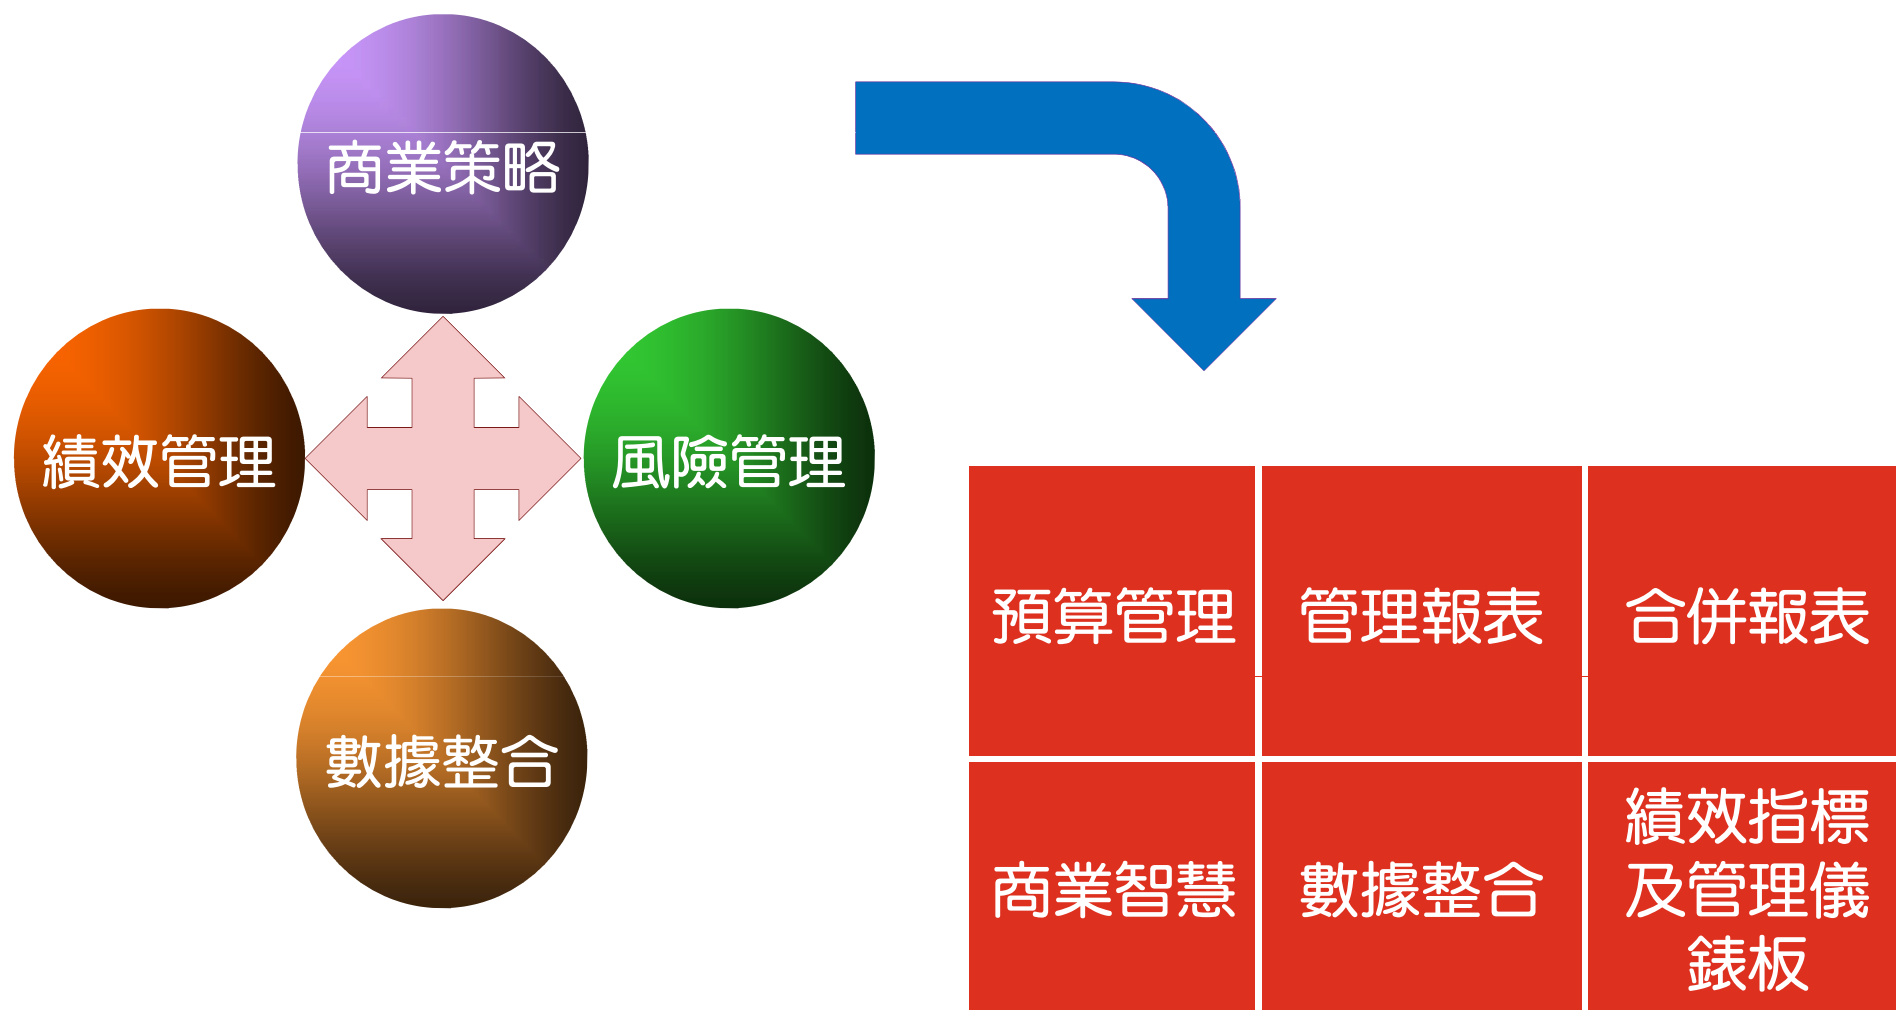 商業策略
績效管理
風險管理
數據整合
預算管理
管理報表
合併報表
商業智慧
數據整合
績效指標
及管理儀
錶板